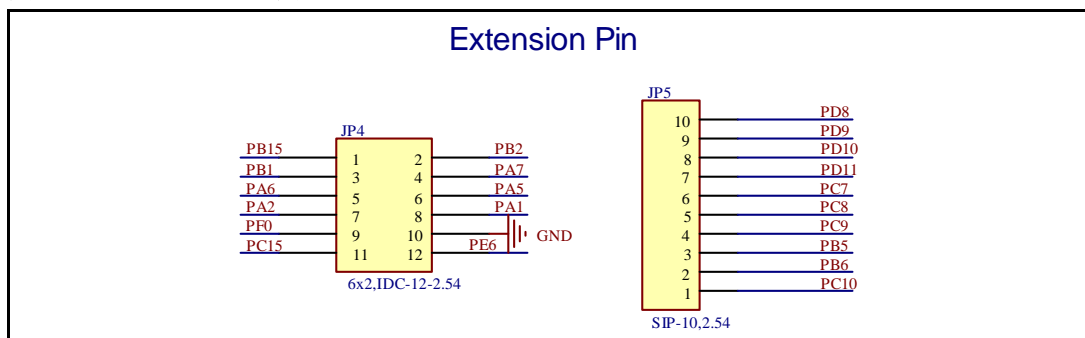 Extension Pin
JP4
PB15 1 2 PB2
PB1 3 4 PA7
PA6 5 6 PA5
PA2 7 8 PA1
PF0 9 10 GND
PC15 11 12 PE6
6x2,IDC-12-2.54
JP5
10 PD8
9 PD9
8 PD10
7 PD11
6 PC7
5 PC8
4 PC9
3 PB5
2 PB6
1 PC10
SIP-10,2.54